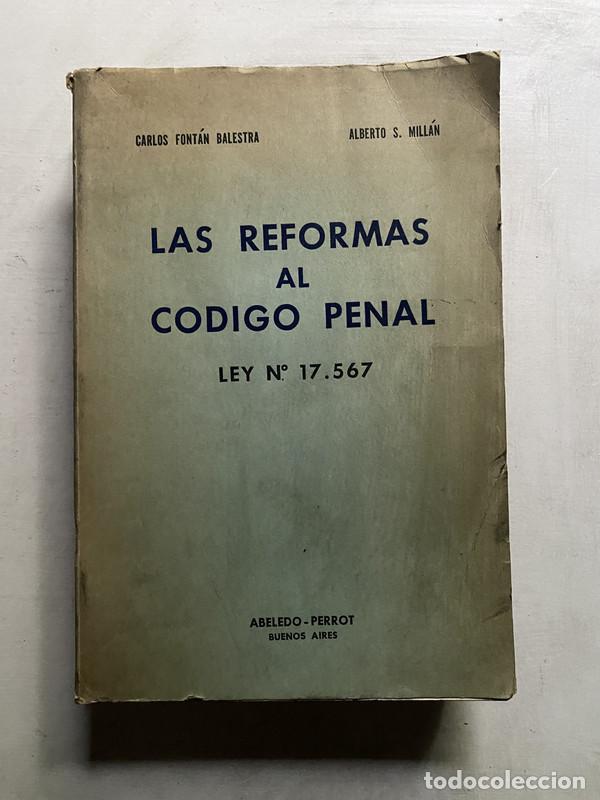 CARLOS FONTÁN BALESTRA
ALBERTO S. MILLÁN
LAS REFORMAS
AL
CODIGO PENAL
LEY Nº 17.567
ABELEDO-PERROT
BUENOS AIRES
todocoleccion